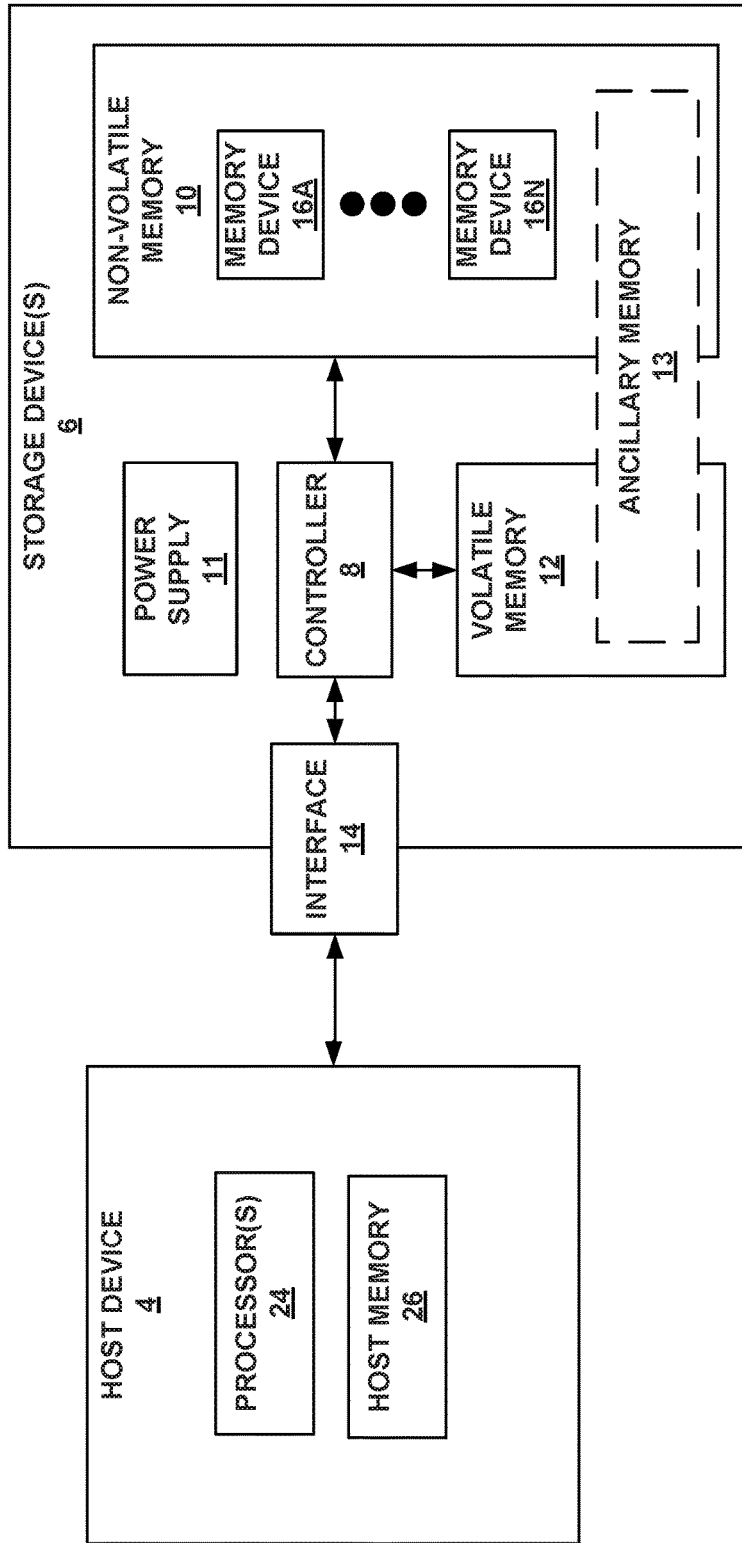 HOST DEVICE
4
PROCESSOR(S)
24
HOST MEMORY
26
INTERFACE
14
STORAGE DEVICE(S)
6
POWER
SUPPLY
11
CONTROLLER
8
VOLATILE
MEMORY
12
NON-VOLATILE
MEMORY
10
MEMORY
DEVICE
16A
MEMORY
DEVICE
16N
ANCILLARY MEMORY
13